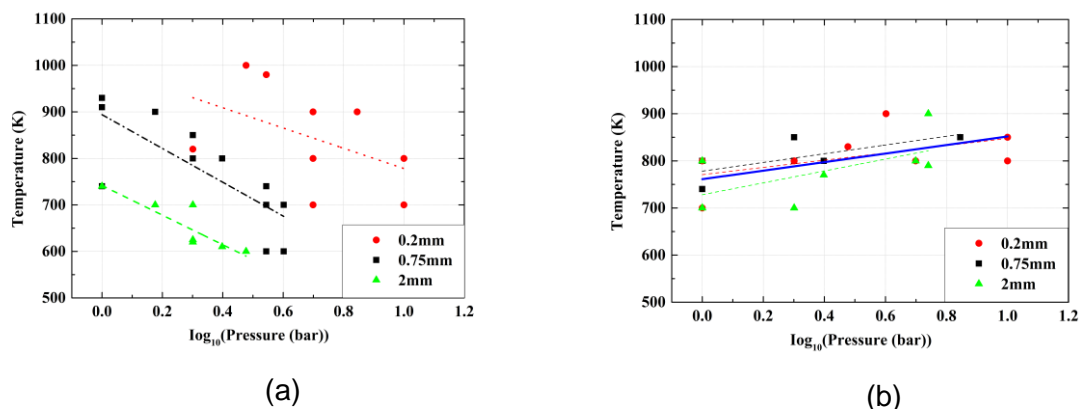 1100
1000
900
800
700
600
500
Temperature (K)
0.0 0.2 0.4 0.6 0.8 1.0 1.2
log10(Pressure (bar))
0.2mm
0.75mm
2mm
(a)
1100
1000
900
800
700
600
500
Temperature (K)
0.0 0.2 0.4 0.6 0.8 1.0 1.2
log10(Pressure (bar))
0.2mm
0.75mm
2mm
(b)